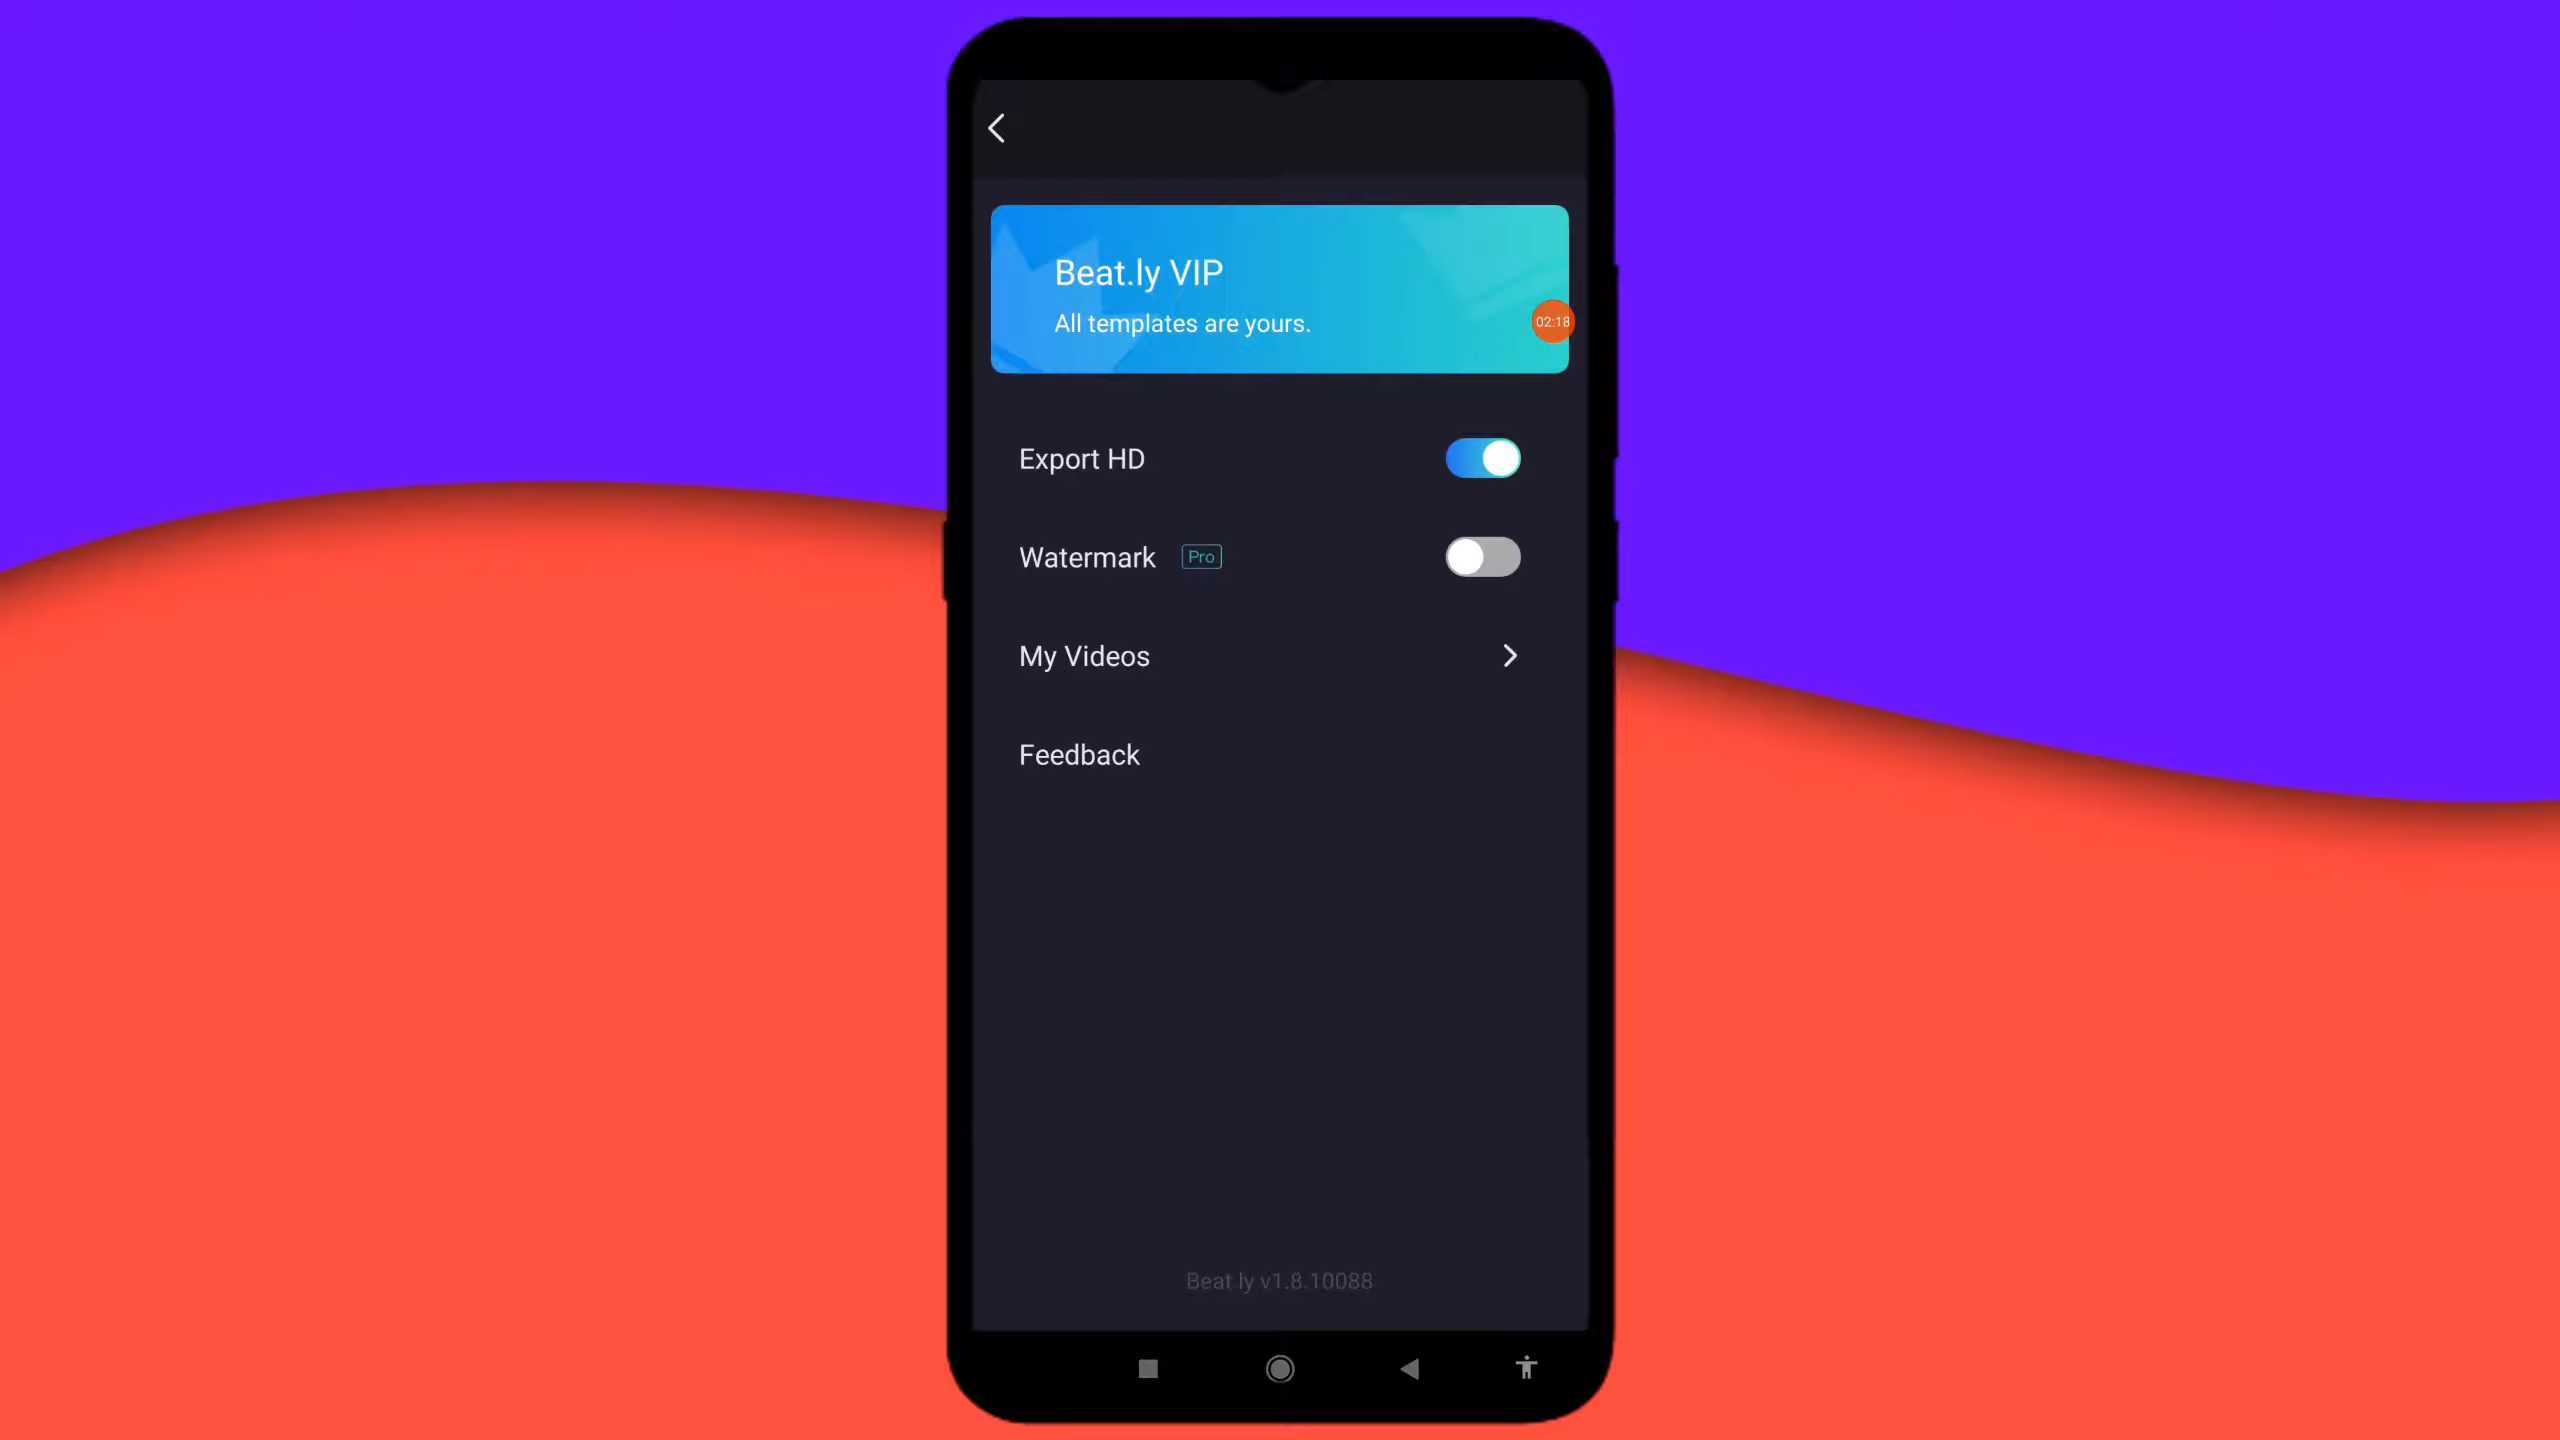 Beat.ly VIP
All templates are yours.
02:18
Export HD
Watermark Pro
My Videos
Feedback
Beat.ly v1.8.10088